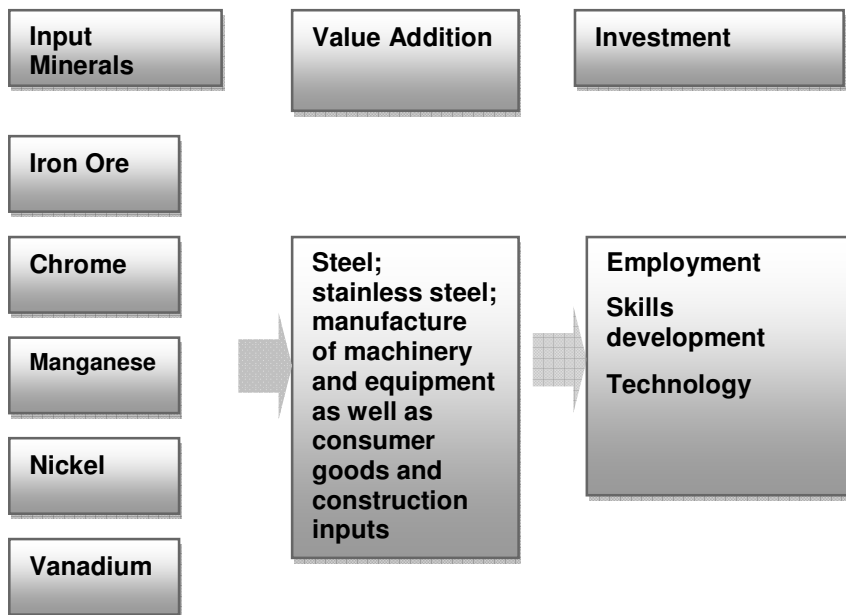 Input
Minerals
Value Addition
Investment
Iron Ore
Chrome
Manganese
Nickel
Vanadium
Steel;
stainless steel;
manufacture
of machinery
and equipment
as well as
consumer
goods and
construction
inputs
Employment
Skills
development
Technology